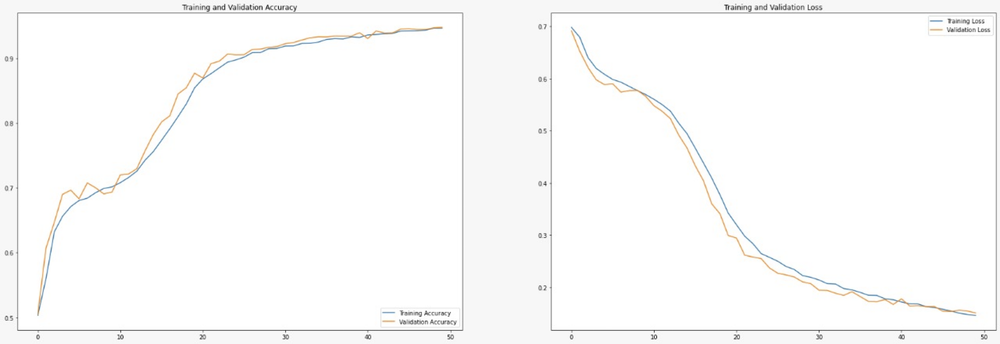 Training and Validation Accuracy
0.9
0.8
0.7
0.6
0.5
0 10 20 30 40 50
Training Accuracy
Validation Accuracy
Training and Validation Loss
0.7
0.6
0.5
0.4
0.3
0.2
0 10 20 30 40 50
Training Loss
Validation Loss